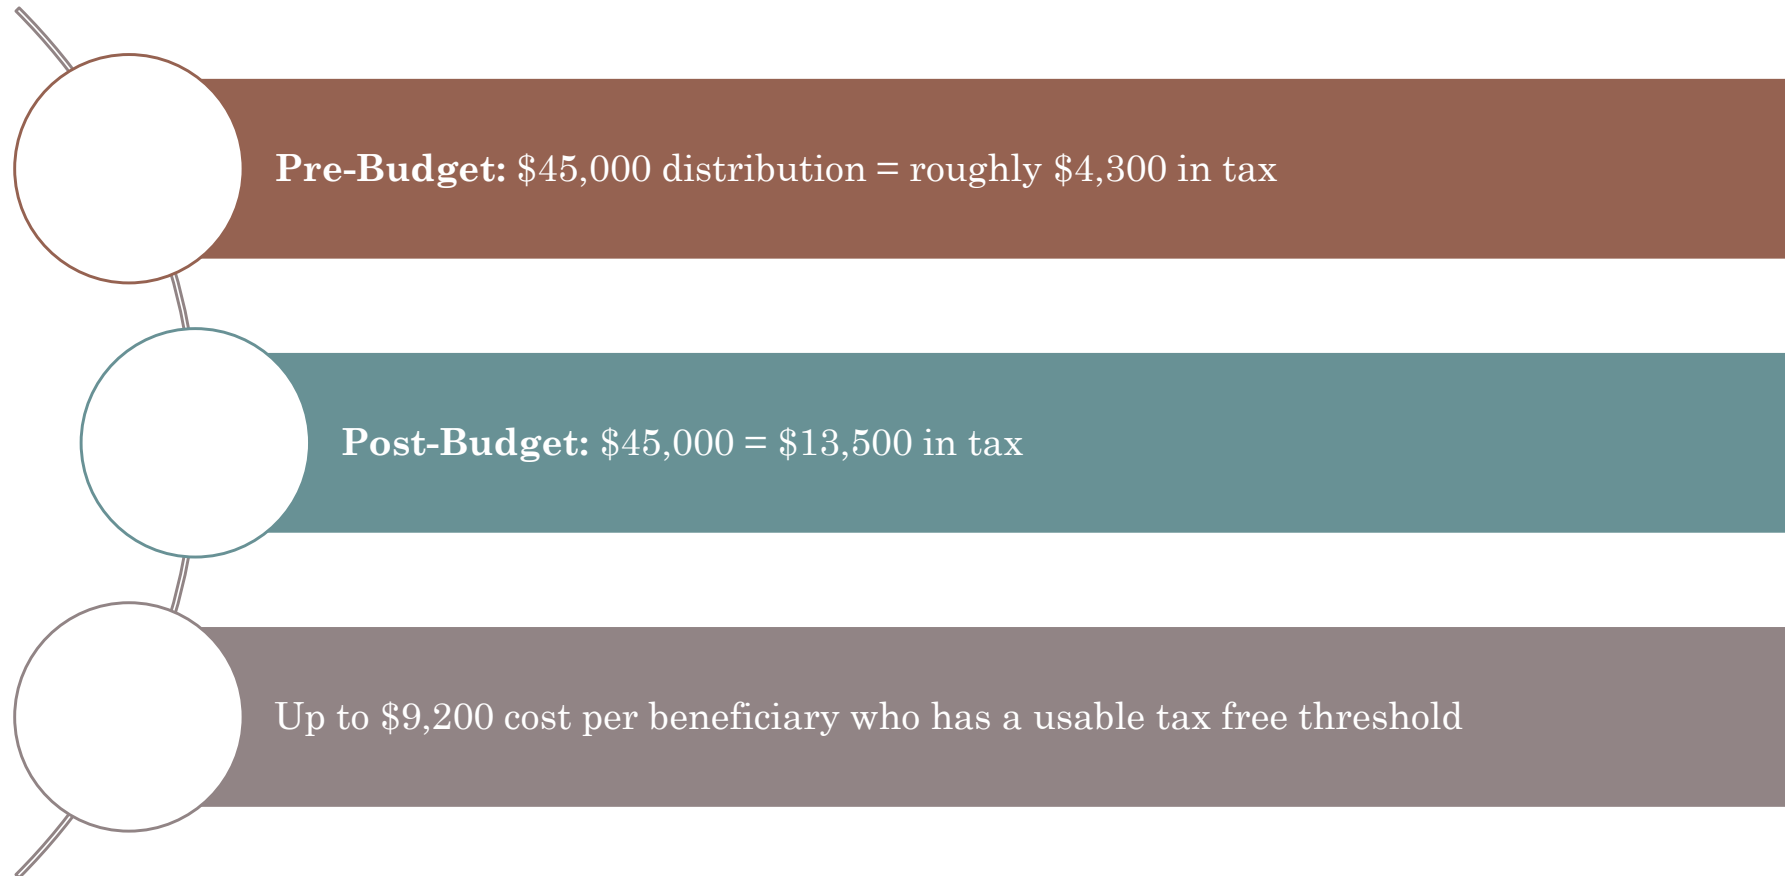 Pre-Budget: $45,000 distribution = roughly $4,300 in tax
Post-Budget: $45,000 = $13,500 in tax
Up to $9,200 cost per beneficiary who has a usable tax free threshold